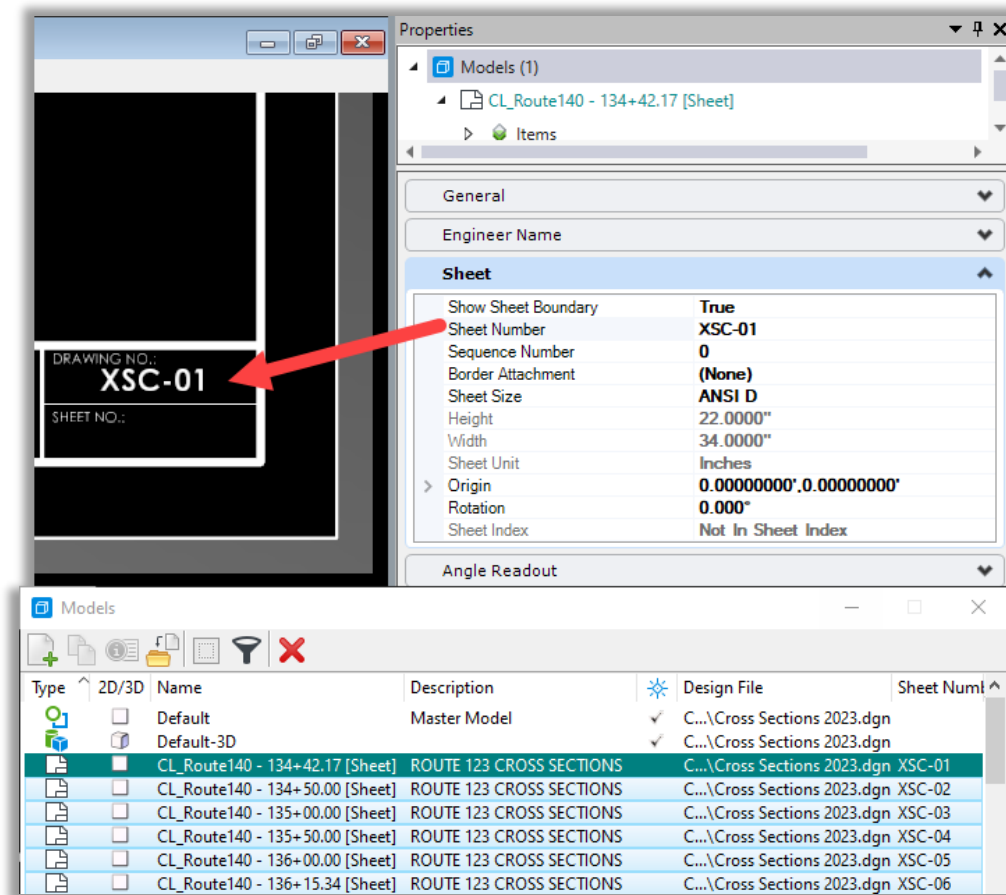 Properties
Models (1)
CL_Route140 - 134+42.17 [Sheet]
Items
General
Engineer Name
Sheet
Show Sheet Boundary True
Sheet Number XSC-01
Sequence Number 0
Border Attachment (None)
Sheet Size ANSI D
Height 22.0000"
Width 34.0000"
Sheet Unit Inches
Origin 0.00000000',0.00000000'
Rotation 0.000°
Sheet Index Not In Sheet Index
Angle Readout
DRAWING NO.:
XSC-01
SHEET NO.:
Models
Type 2D/3D Name Description Design File Sheet Numb
Default Master Model C...\Cross Sections 2023.dgn
Default-3D C...\Cross Sections 2023.dgn
CL_Route140 - 134+42.17 [Sheet] ROUTE 123 CROSS SECTIONS C...\Cross Sections 2023.dgn XSC-01
CL_Route140 - 134+50.00 [Sheet] ROUTE 123 CROSS SECTIONS C...\Cross Sections 2023.dgn XSC-02
CL_Route140 - 135+00.00 [Sheet] ROUTE 123 CROSS SECTIONS C...\Cross Sections 2023.dgn XSC-03
CL_Route140 - 135+50.00 [Sheet] ROUTE 123 CROSS SECTIONS C...\Cross Sections 2023.dgn XSC-04
CL_Route140 - 136+00.00 [Sheet] ROUTE 123 CROSS SECTIONS C...\Cross Sections 2023.dgn XSC-05
CL_Route140 - 136+15.34 [Sheet] ROUTE 123 CROSS SECTIONS C...\Cross Sections 2023.dgn XSC-06